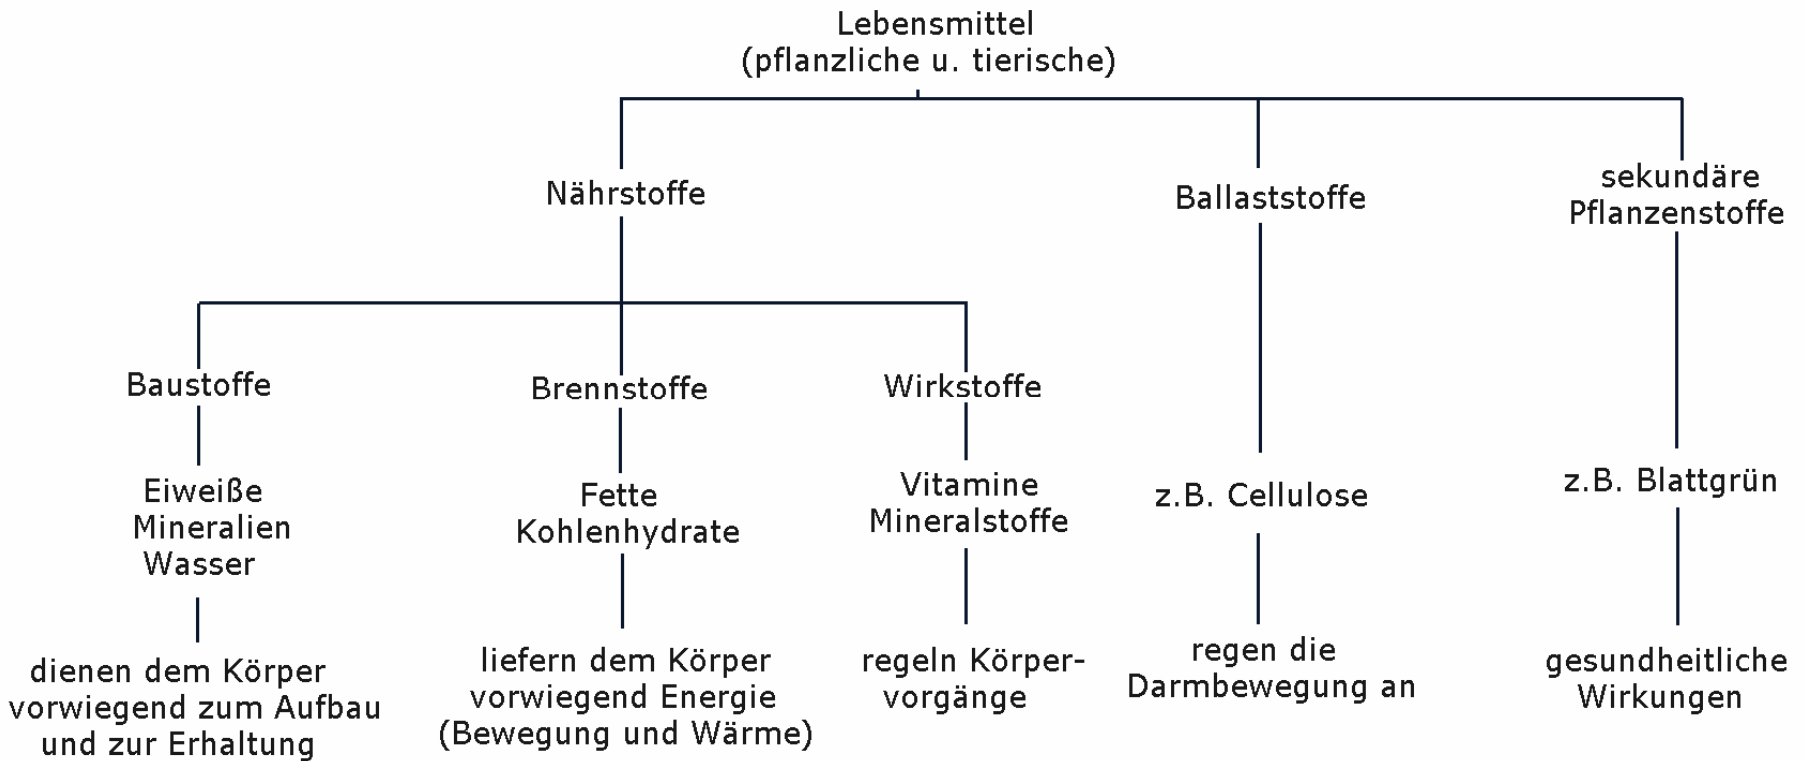 Lebensmittel
(pflanzliche u. tierische)
Nährstoffe
Ballaststoffe
sekundäre
Pflanzenstoffe
Baustoffe
Brennstoffe
Wirkstoffe
Eiweiße
Mineralien
Wasser
Fette
Kohlenhydrate
Vitamine
Mineralstoffe
z.B. Cellulose
z.B. Blattgrün
dienen dem Körper
vorwiegend zum Aufbau
und zur Erhaltung
liefern dem Körper
vorwiegend Energie
(Bewegung und Wärme)
regeln Körper-
vorgänge
regen die
Darmbewegung an
gesundheitliche
Wirkungen